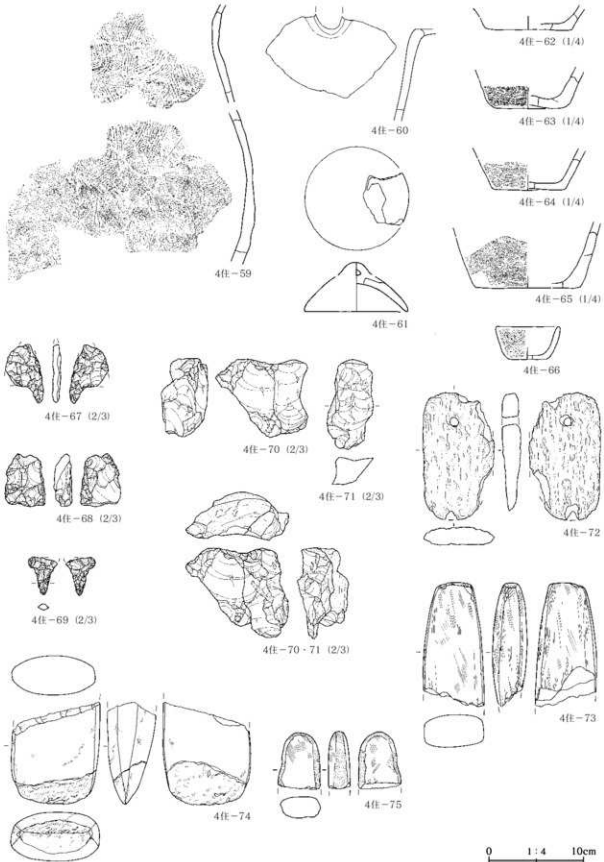 4住-59
4住-60
4住-61
4住-62 (1/4)
4住-63 (1/4)
4住-64 (1/4)
4住-65 (1/4)
4住-66
4住-67 (2/3)
4住-68 (2/3)
4住-69 (2/3)
4住-70 (2/3)
4住-71 (2/3)
4住-70・71 (2/3)
4住-72
4住-73
4住-74
4住-75
0 1:4 10cm